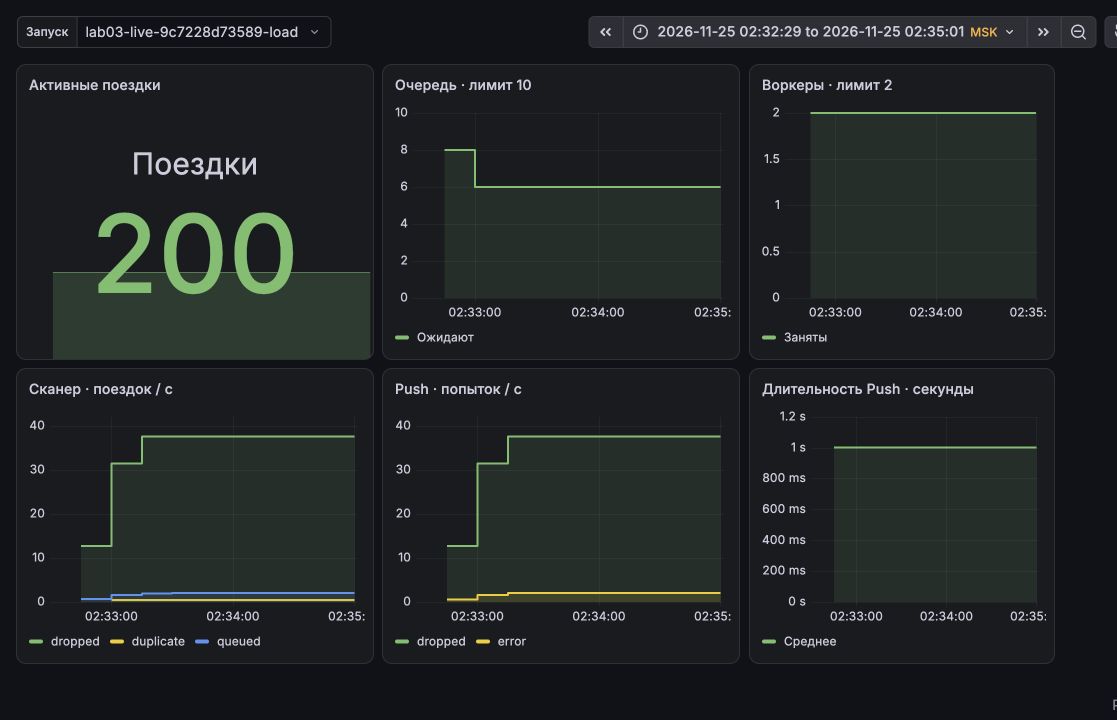 Запуск lab03-live-9c7228d73589-load
2026-11-25 02:32:29 to 2026-11-25 02:35:01 MSK
Активные поездки
Поездки
200
Очередь · лимит 10
10
8
6
4
2
0
02:33:00 02:34:00 02:35:
Ожидают
Воркеры · лимит 2
2
1.5
1
0.5
0
02:33:00 02:34:00 02:35:
Заняты
Сканер · поездок / с
40
30
20
10
0
02:33:00 02:34:00 02:35:
dropped duplicate queued
Push · попыток / с
40
30
20
10
0
02:33:00 02:34:00 02:35:
dropped error
Длительность Push · секунды
1.2 s
1 s
800 ms
600 ms
400 ms
200 ms
0 s
02:33:00 02:34:00 02:35:
Среднее